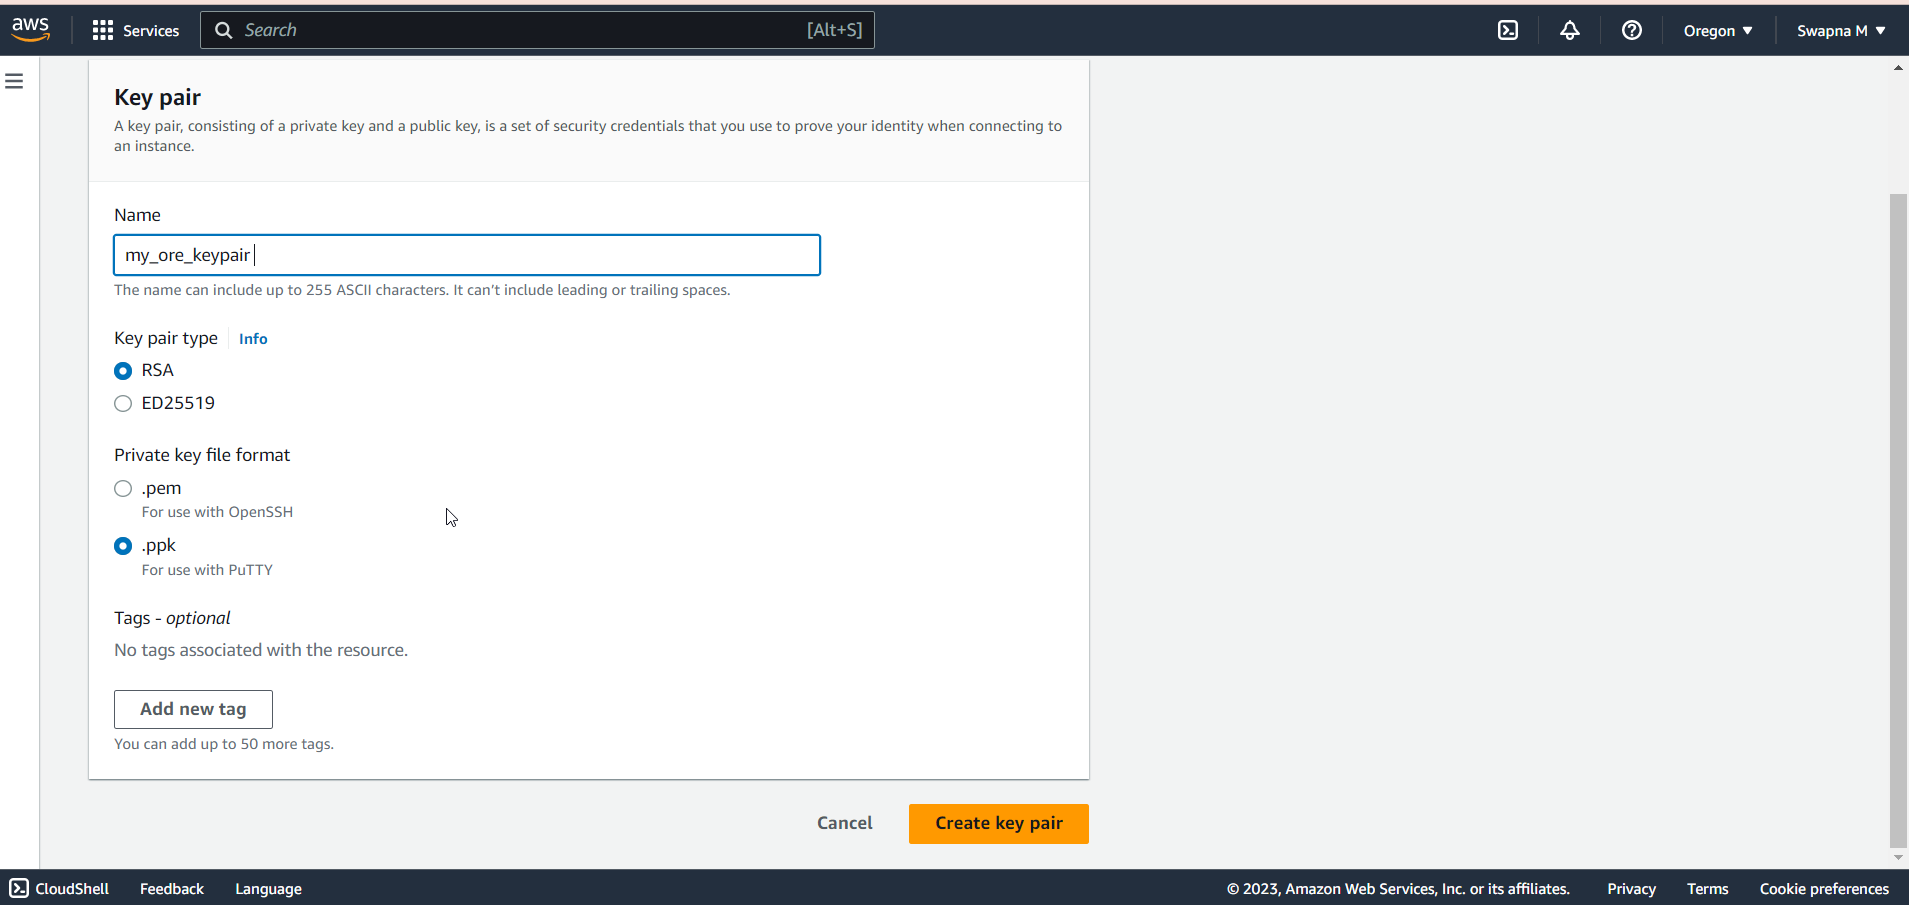 aws
Services
Search
[Alt+S]
Oregon
Swapna M
Key pair
A key pair, consisting of a private key and a public key, is a set of security credentials that you use to prove your identity when connecting to
an instance.
Name
my_ore_keypair
The name can include up to 255 ASCII characters. It can't include leading or trailing spaces.
Key pair type
Info
RSA
ED25519
Private key file format
.pem
For use with OpenSSH
.ppk
For use with PuTTY
Tags - optional
No tags associated with the resource.
Add new tag
You can add up to 50 more tags.
Cancel
Create key pair
CloudShell
Feedback
Language
© 2023, Amazon Web Services, Inc. or its affiliates.
Privacy
Terms
Cookie preferences